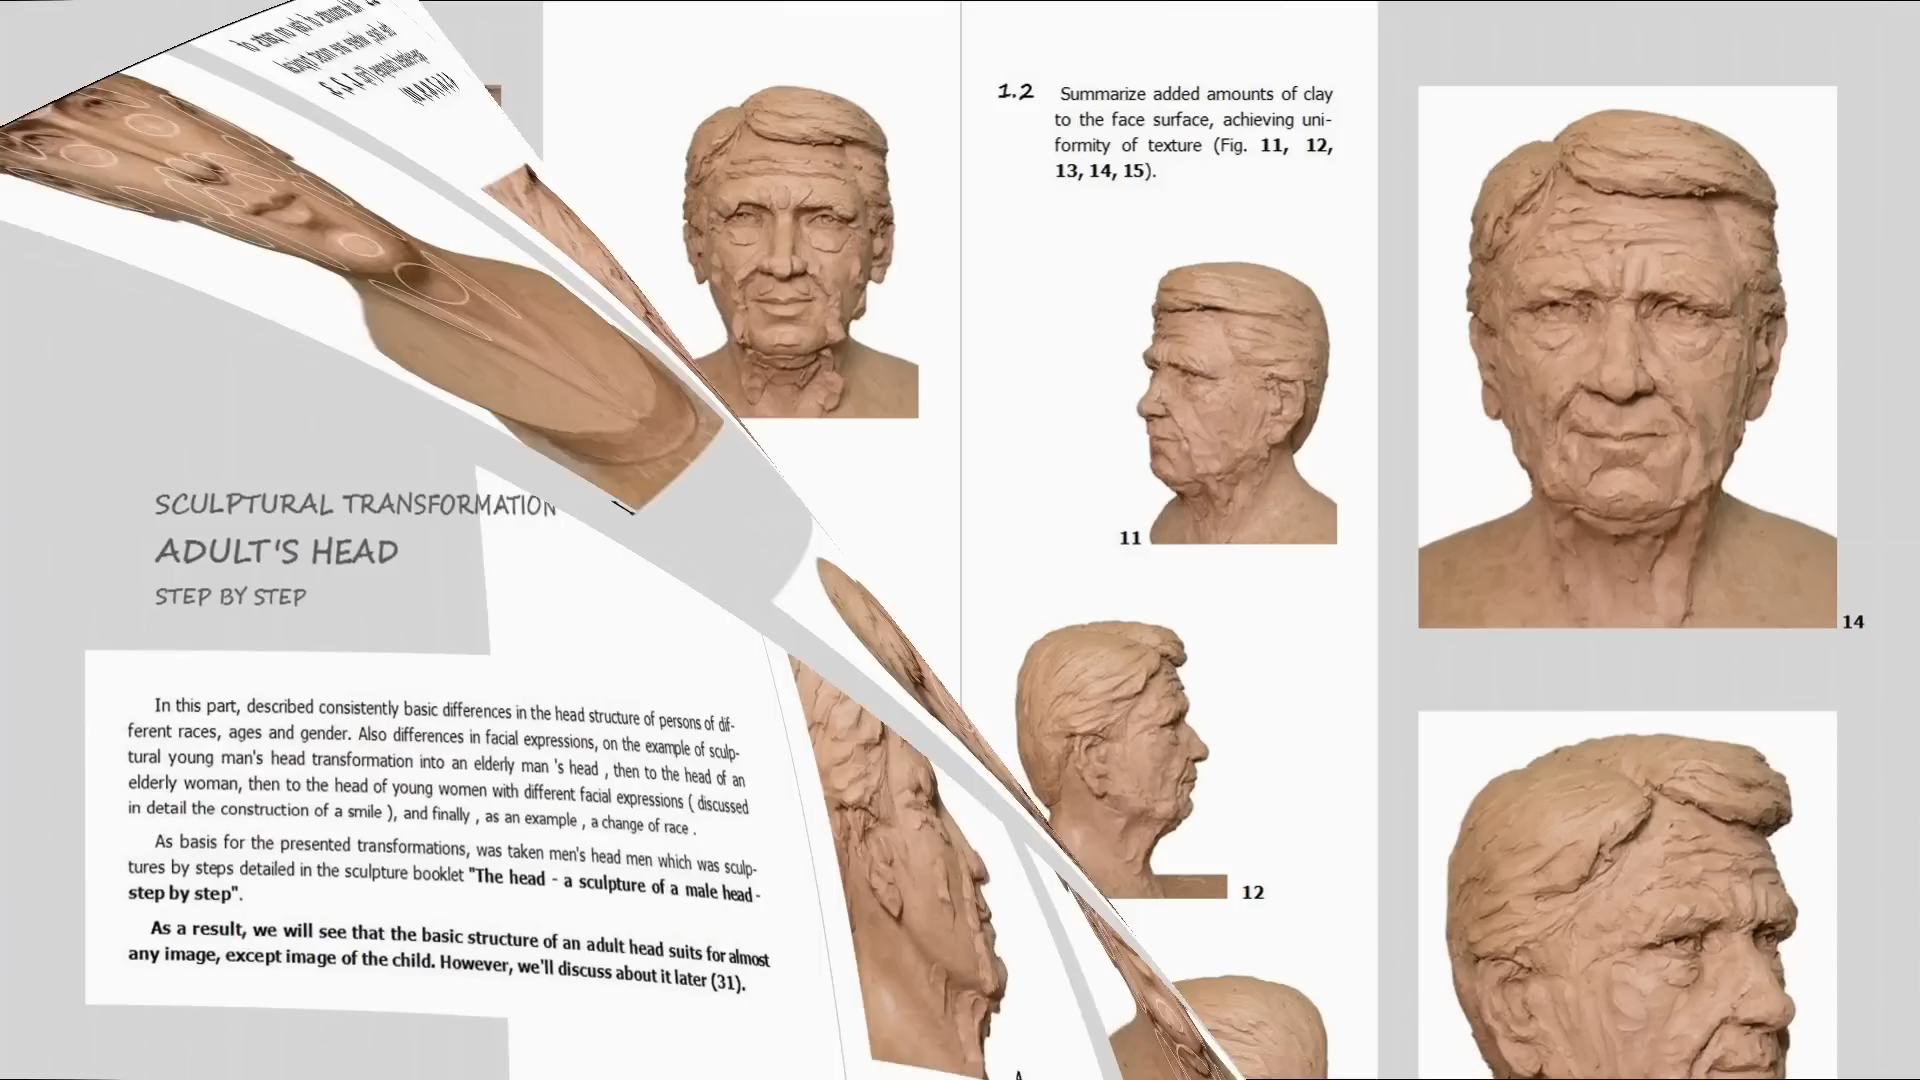 SCULPTURAL TRANSFORMATION
ADULT'S HEAD
STEP BY STEP
In this part, described consistently basic differences in the head structure of persons of dif-
ferent races, ages and gender. Also differences in facial expressions, on the example of sculp-
tural young man's head transformation into an elderly man 's head , then to the head of an
elderly woman, then to the head of young women with different facial expressions ( discussed
in detail the construction of a smile ), and finally , as an example , a change of race .
As basis for the presented transformations, was taken men's head men which was sculp-
tures by steps detailed in the sculpture booklet "The head - a sculpture of a male head -
step by step".
As a result, we will see that the basic structure of an adult head suits for almost
any image, except image of the child. However, we'll discuss about it later (31).
1.2 Summarize added amounts of clay
to the face surface, achieving uni-
formity of texture (Fig. 11, 12,
13, 14, 15).
11
12
14